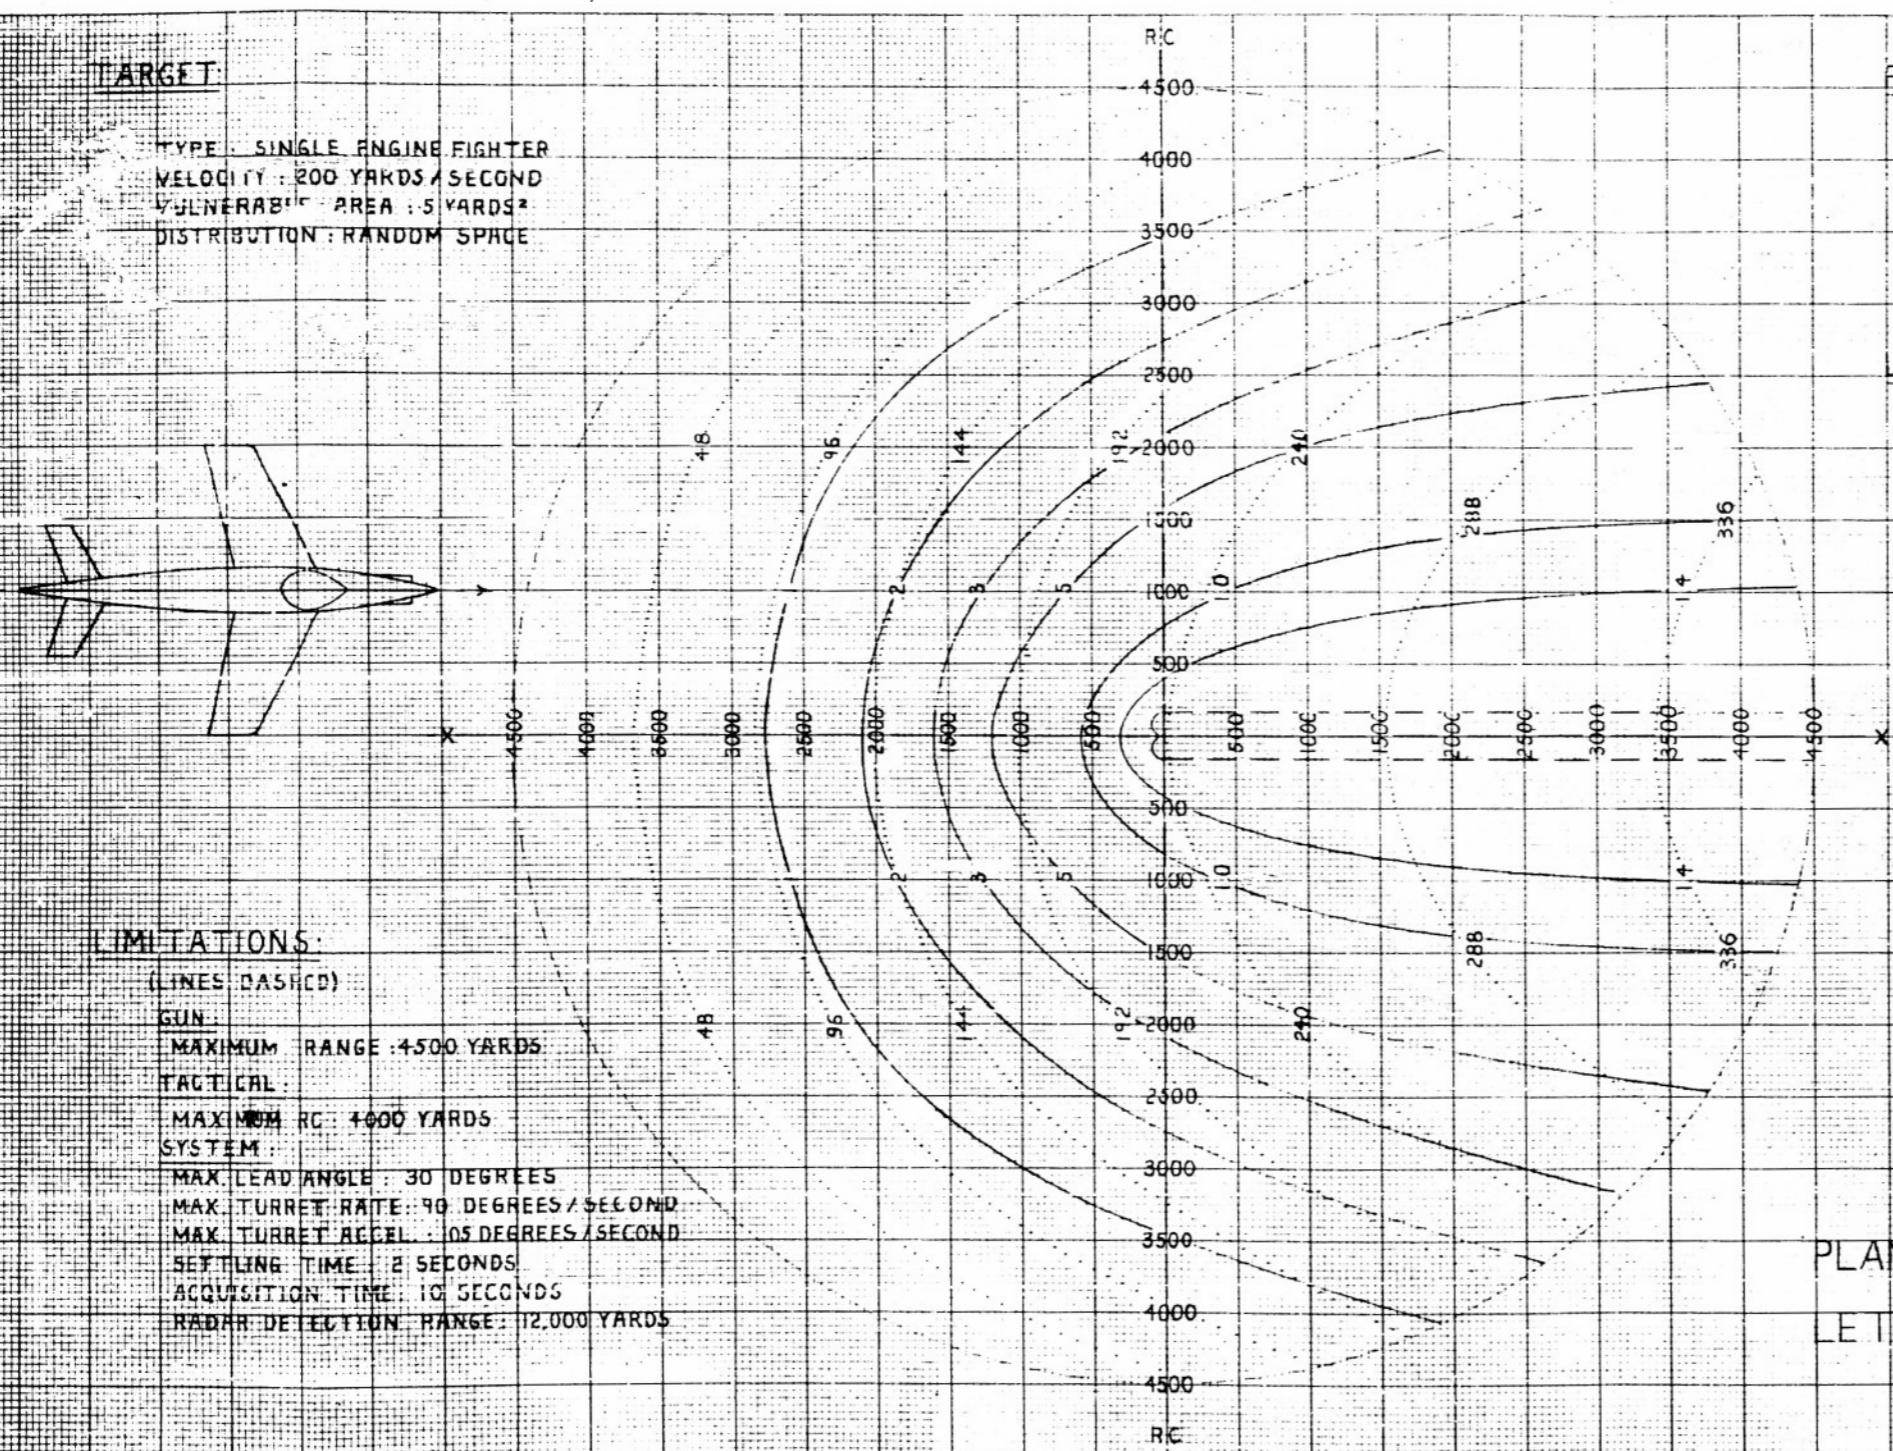 RC
TARGET
TYPE : SINGLE ENGINE FIGHTER
VELOCITY : 200 YARDS/SECOND
AREA : 5 YARDS²
DISTRIBUTION : RANDOM SPACE
4500
4000
3500
3000
2500
48 96 144 192 2000 240
1500 288 336
2 3 5 1000 10 14
500
X 4500 4000 3500 3000 2500 2000 1500 1000 500 500 1000 1500 2000 2500 3000 3500 4000 4500 X
500
2 3 5 1000 10 14
LIMITATIONS:
(LINES DASHED)
1500 288 336
GUN:
48 96 144 192 2000 240
MAXIMUM RANGE : 4500 YARDS
TACTICAL:
2500
MAXIMUM RC : 4000 YARDS
SYSTEM:
3000
MAX. LEAD ANGLE : 30 DEGREES
MAX. TURRET RATE : 90 DEGREES/SECOND
MAX. TURRET ACCEL. : 05 DEGREES/SECOND
3500
PLAN
SETTLING TIME : 2 SECONDS
ACQUISITION TIME : 10 SECONDS
4000
RADAR DETECTION RANGE : 12,000 YARDS
LET
4500
RC